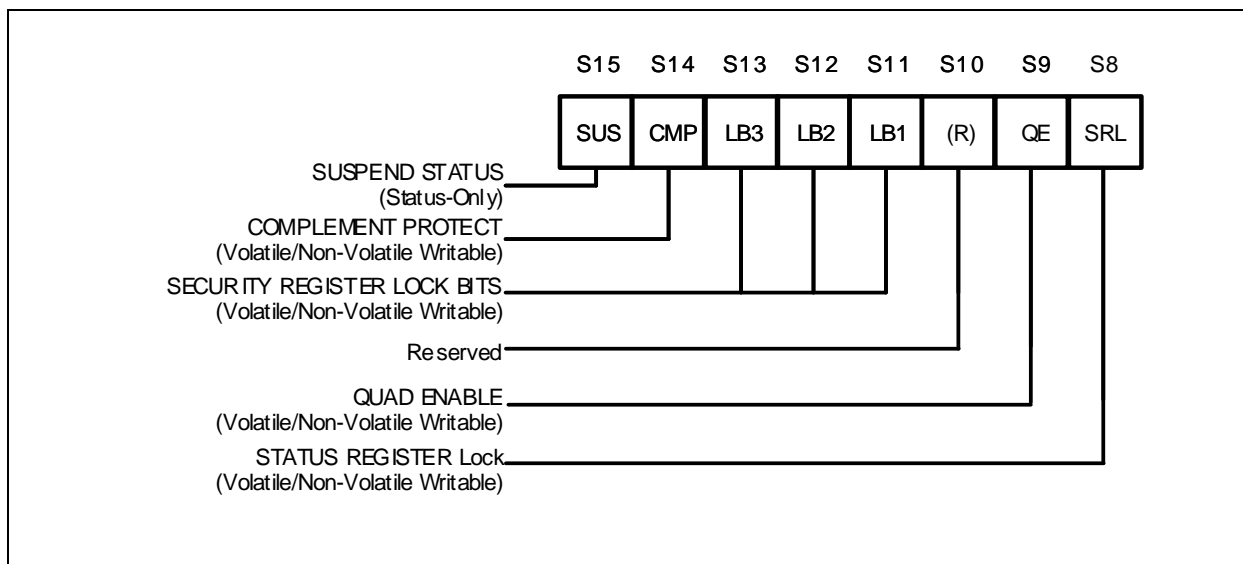 S15 S14 S13 S12 S11 S10 S9 S8
SUS CMP LB3 LB2 LB1 (R) QE SRL
SUSPEND STATUS
(Status-Only)
COMPLEMENT PROTECT
(Volatile/Non-Volatile Writable)
SECURITY REGISTER LOCK BITS
(Volatile/Non-Volatile Writable)
Reserved
QUAD ENABLE
(Volatile/Non-Volatile Writable)
STATUS REGISTER Lock
(Volatile/Non-Volatile Writable)